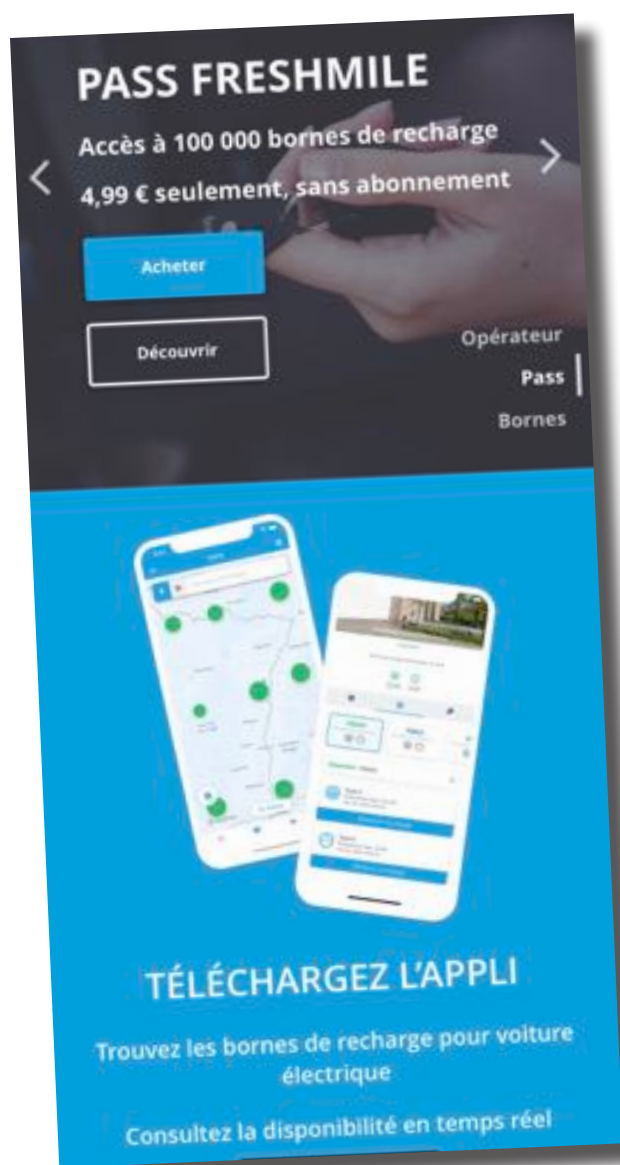 PASS FRESHMILE
Accès à 100 000 bornes de recharge
4,99 € seulement, sans abonnement
Acheter
Découvrir
Opérateur
Pass
Bornes
TÉLÉCHARGEZ L'APPLI
Trouvez les bornes de recharge pour voiture
électrique
Consultez la disponibilité en temps réel